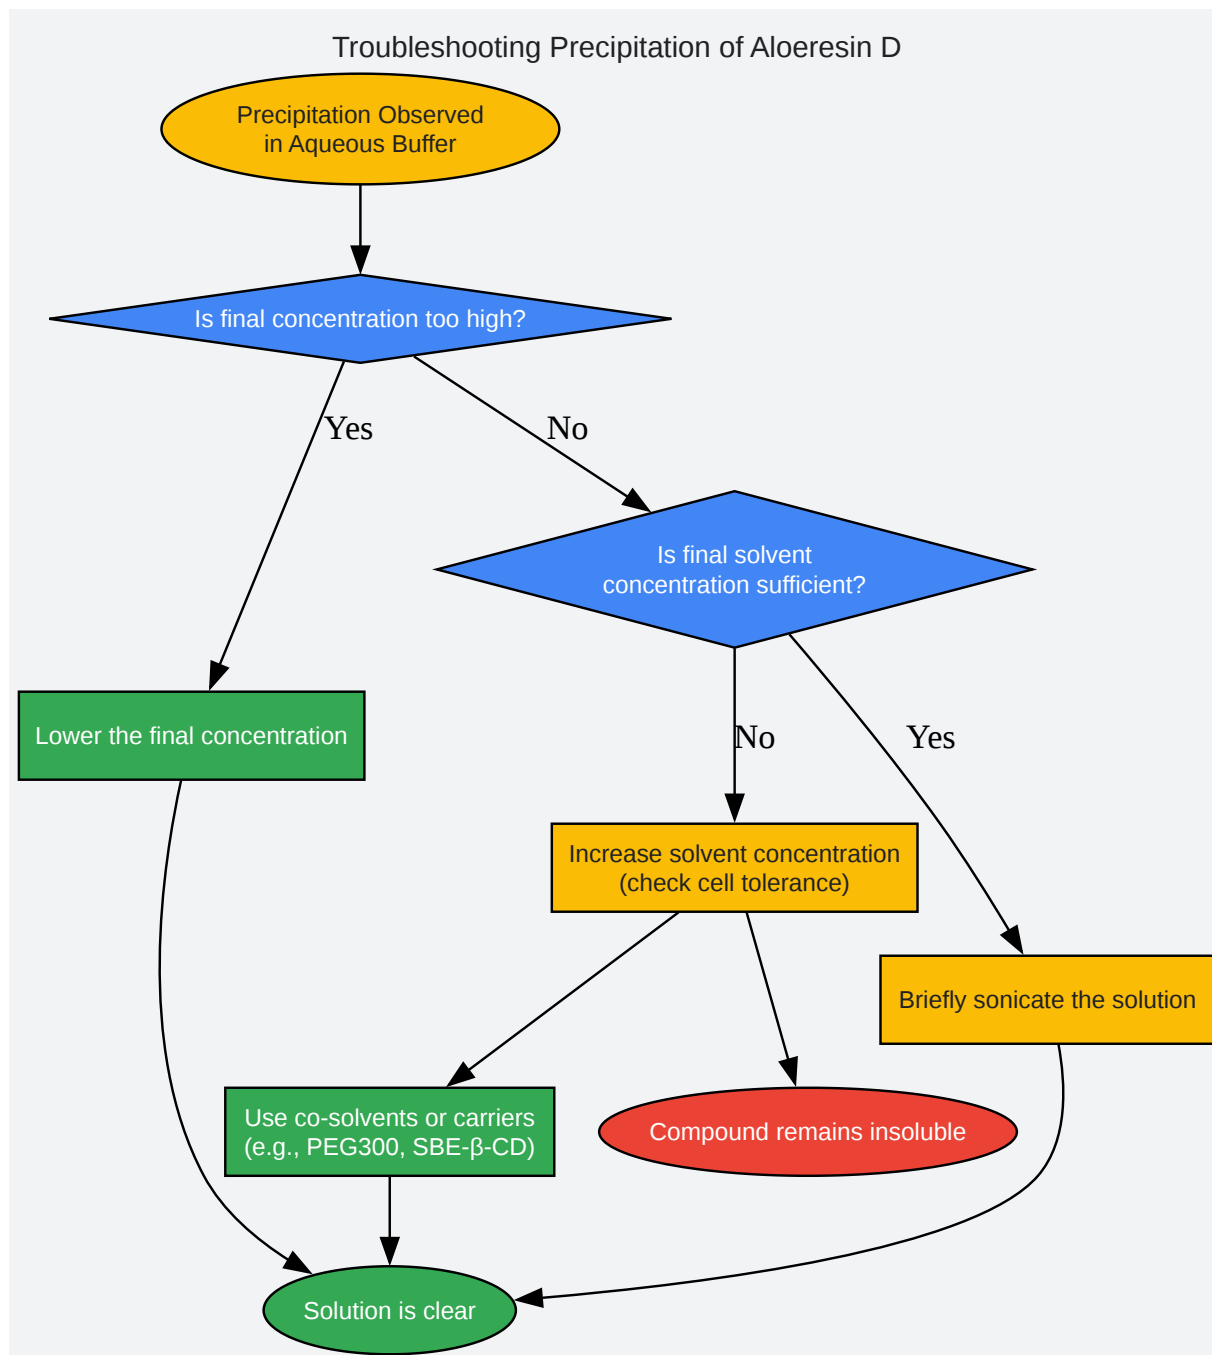 Troubleshooting Precipitation of Aloeresin D
Precipitation Observed
in Aqueous Buffer
Is final concentration too high?
Yes
No
Is final solvent
concentration sufficient?
Lower the final concentration
No
Yes
Increase solvent concentration
(check cell tolerance)
Briefly sonicate the solution
Use co-solvents or carriers
(e.g., PEG300, SBE-β-CD)
Compound remains insoluble
Solution is clear